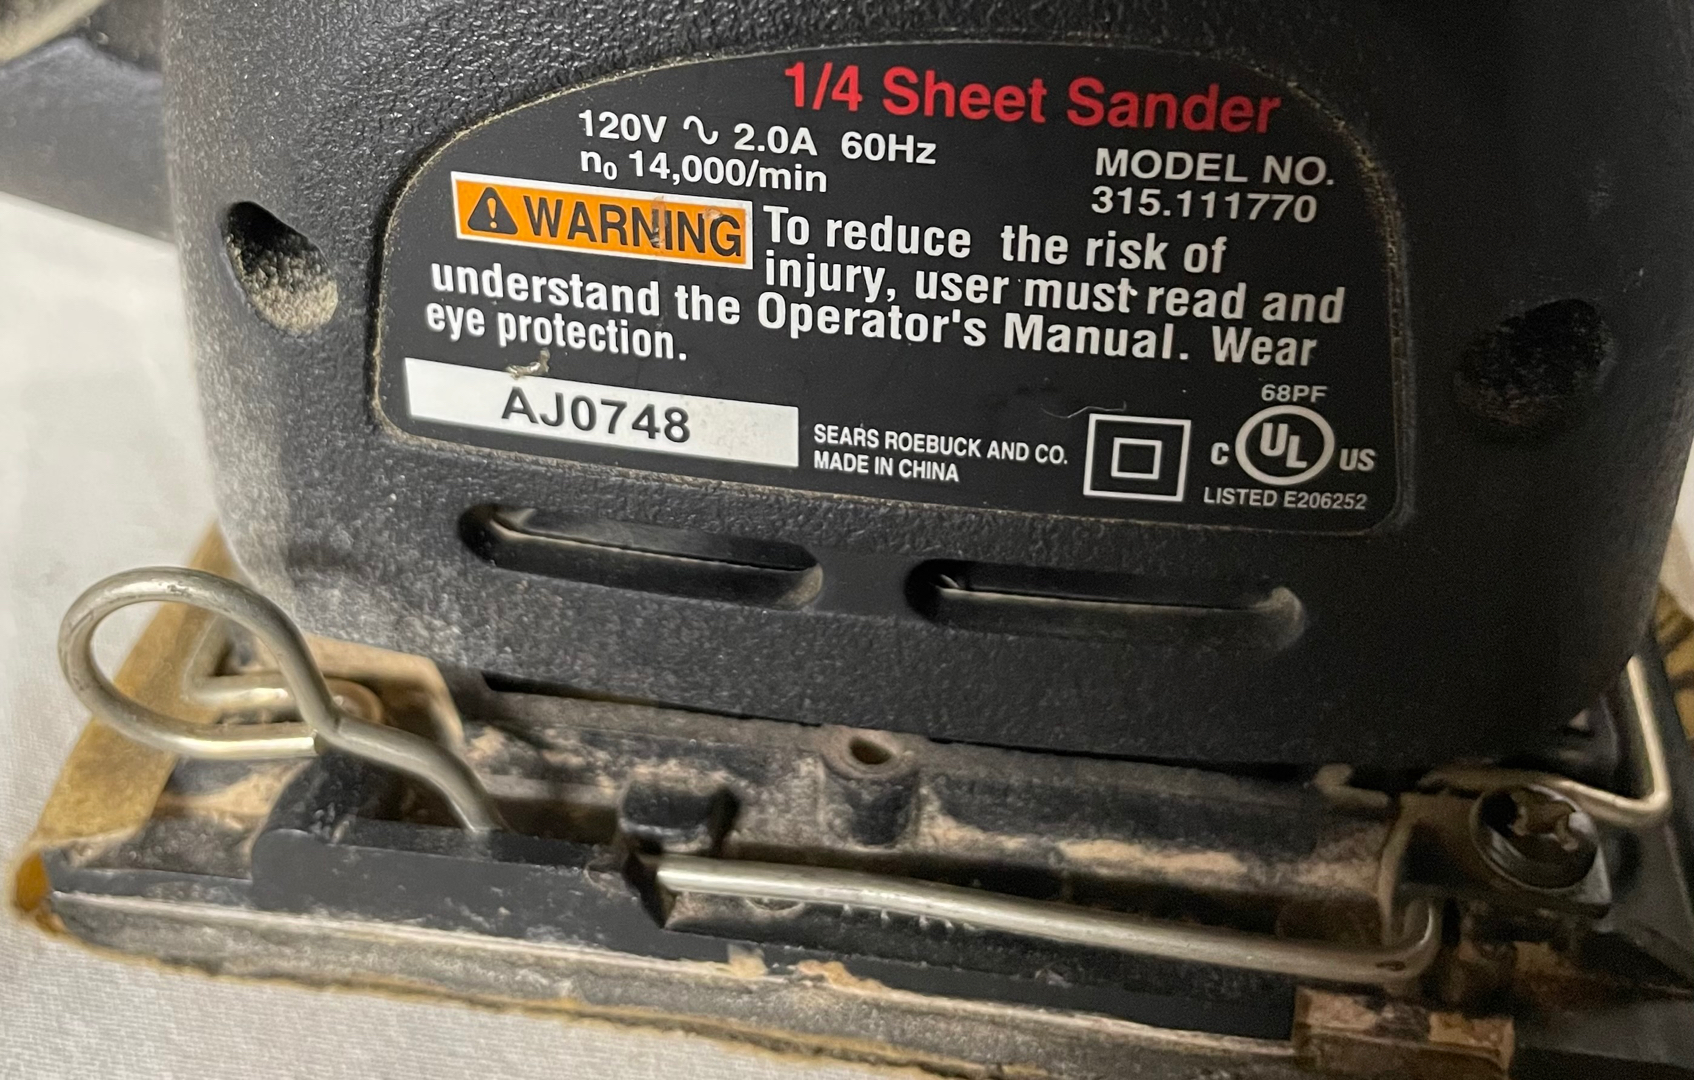 1/4 Sheet Sander
120V ∿ 2.0A 60Hz
n₀ 14,000/min
MODEL NO.
315.111770
WARNING To reduce the risk of
injury, user must read and
understand the Operator's Manual. Wear
eye protection.
AJ0748
SEARS ROEBUCK AND CO.
MADE IN CHINA
68PF
C UL US
LISTED E206252